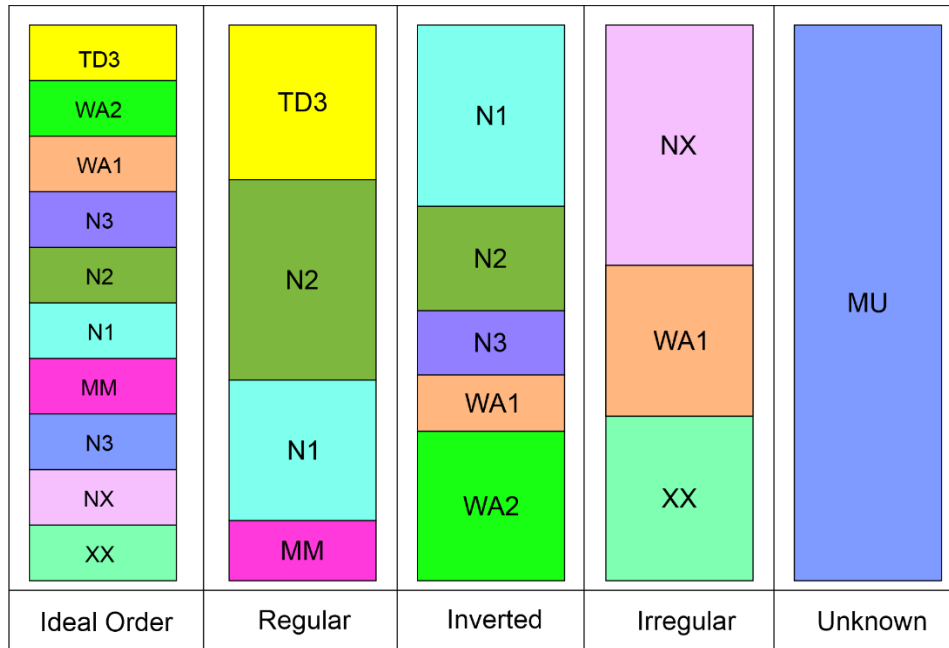 TD3
WA2
WA1
N3
N2
N1
MM
N3
NX
XX
Ideal Order
TD3
N2
N1
MM
Regular
N1
N2
N3
WA1
WA2
Inverted
NX
WA1
XX
Irregular
MU
Unknown